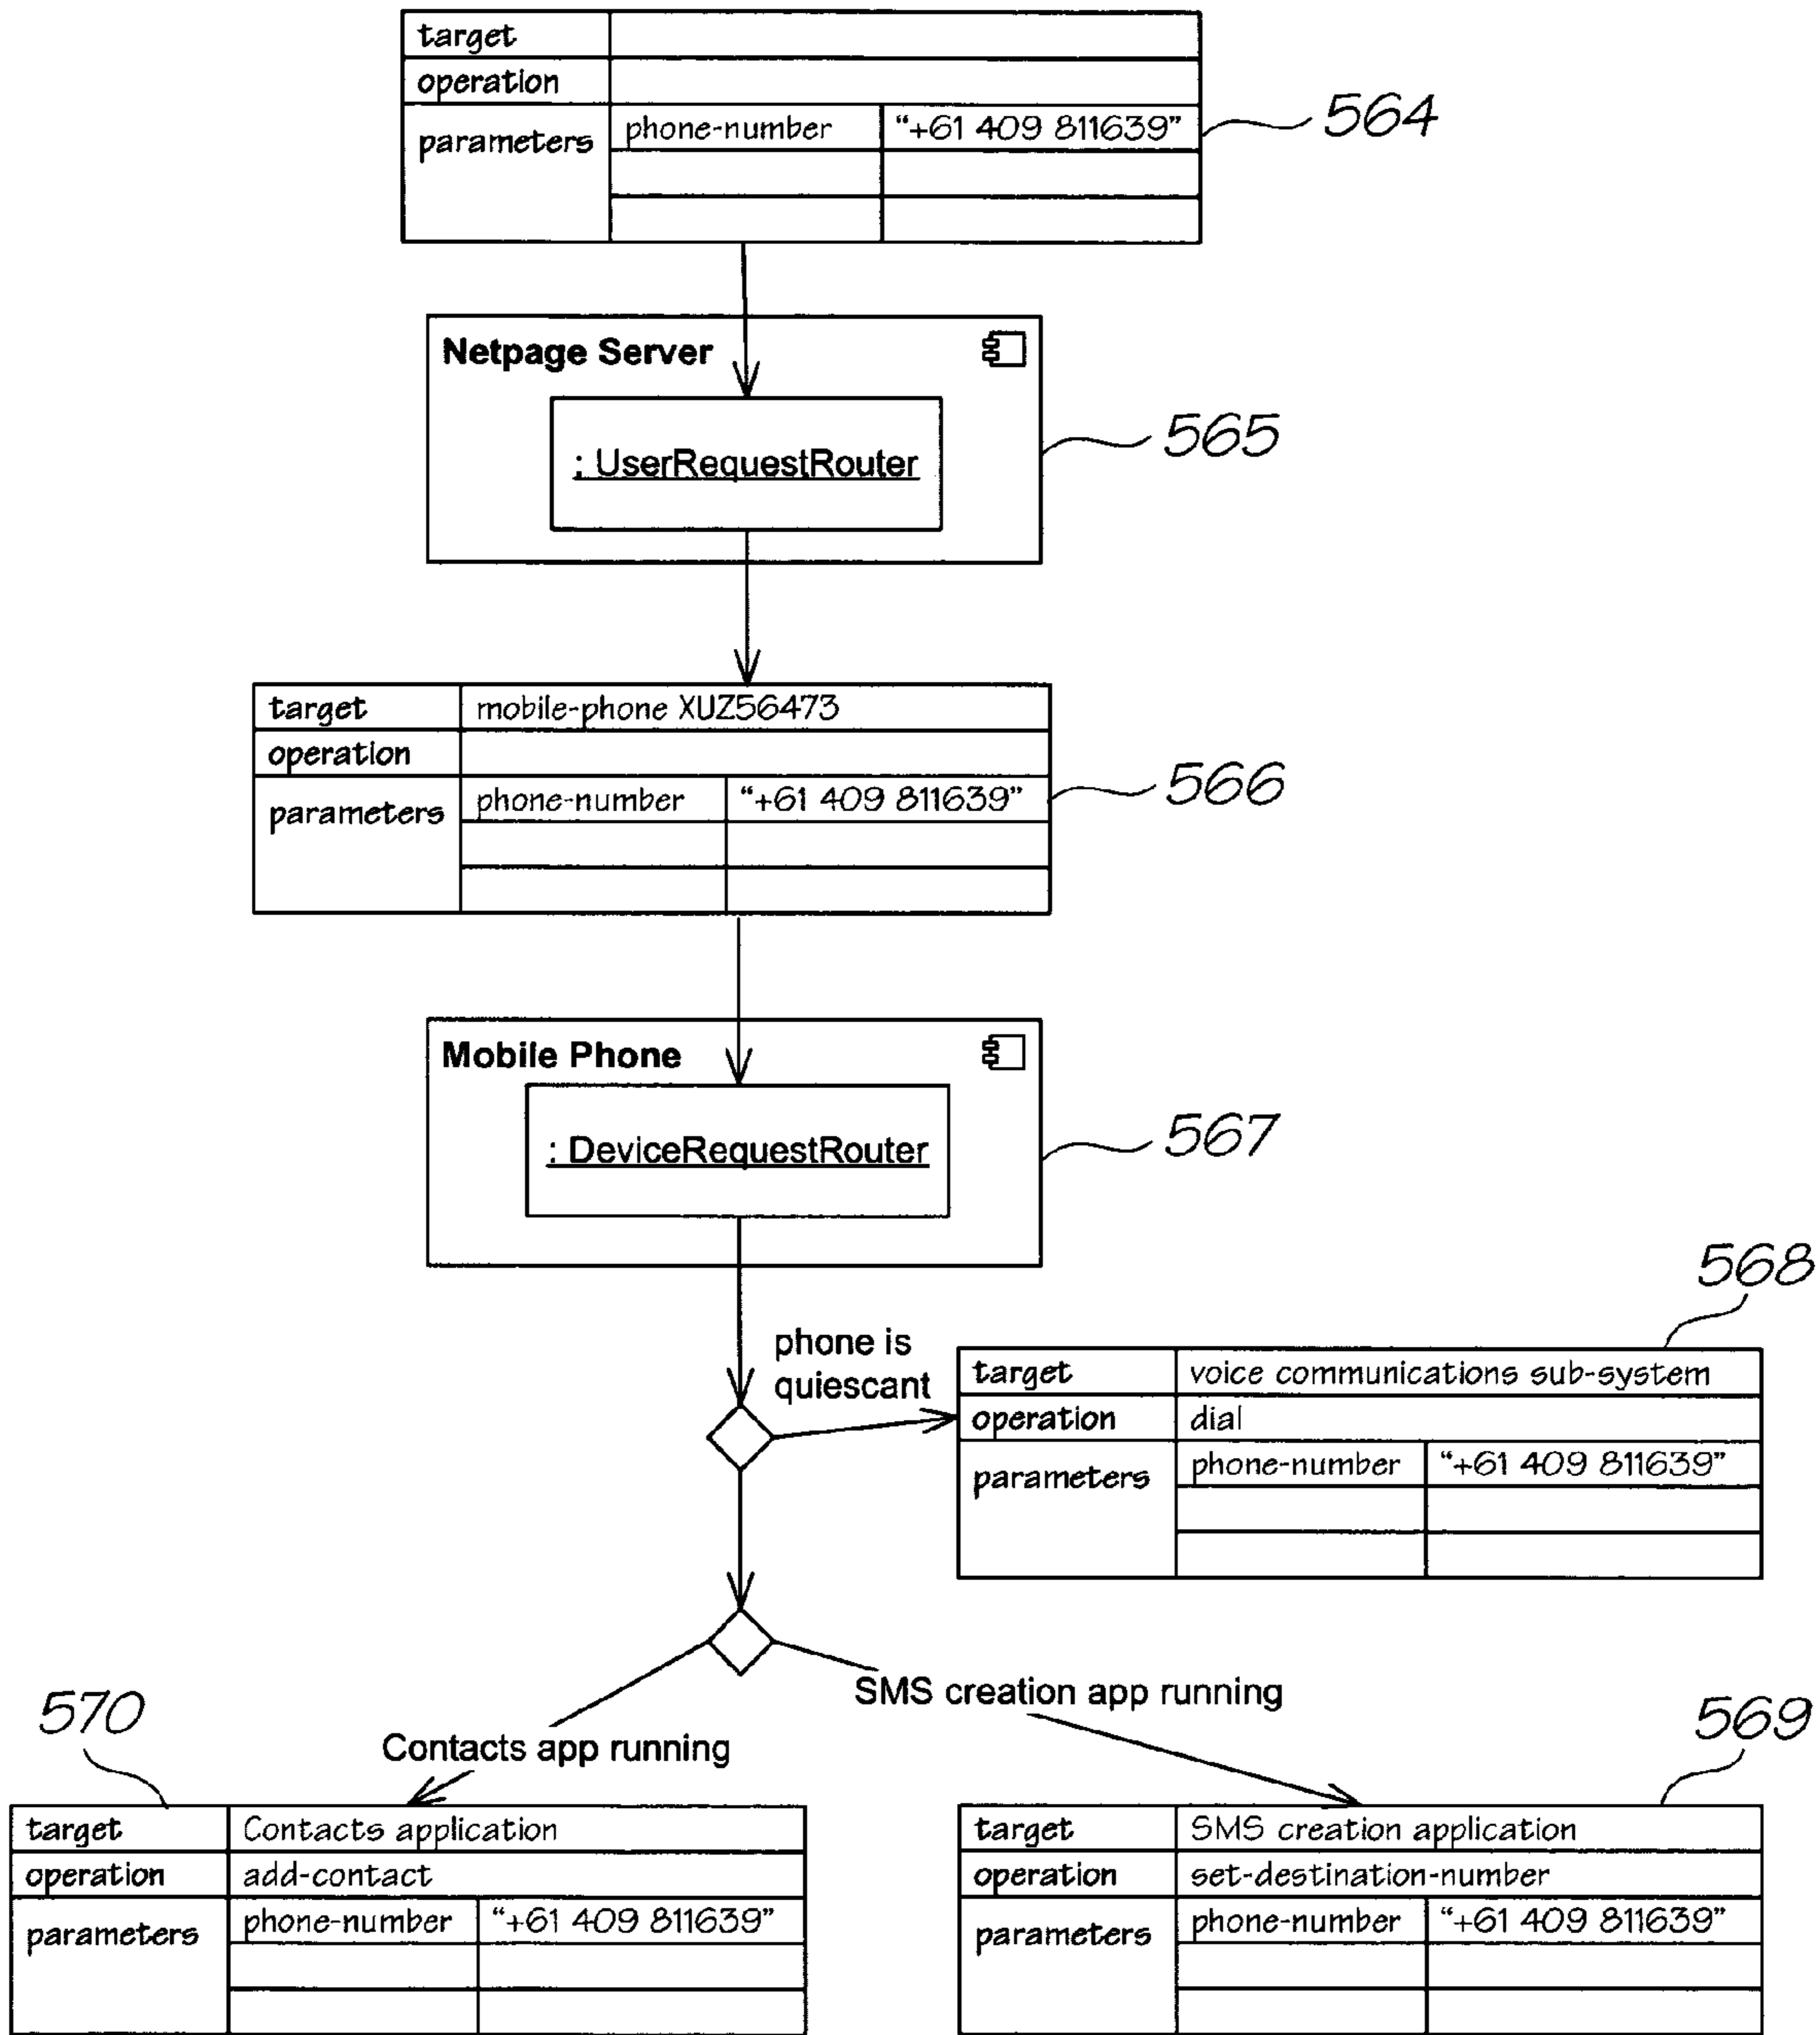 target
operation
parameters phone-number "+61 409 811639"
564
Netpage Server
: UserRequestRouter
565
target mobile-phone XUZ56473
operation
parameters phone-number "+61 409 811639"
566
Mobile Phone
: DeviceRequestRouter
567
568
phone is
quiescant
target voice communications sub-system
operation dial
parameters phone-number "+61 409 811639"
SMS creation app running
Contacts app running
570
target Contacts application
operation add-contact
parameters phone-number "+61 409 811639"
569
target SMS creation application
operation set-destination-number
parameters phone-number "+61 409 811639"